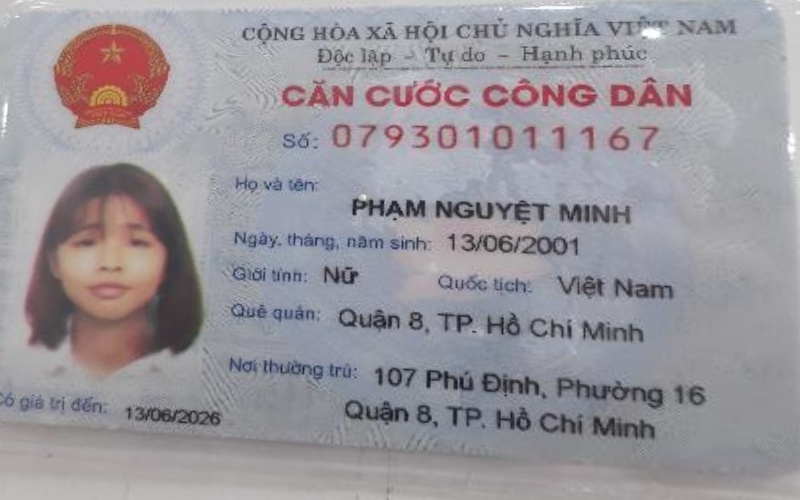 CỘNG HÒA XÃ HỘI CHỦ NGHĨA VIỆT NAM
Độc lập - Tự do - Hạnh phúc
CĂN CƯỚC CÔNG DÂN
Số: 079301011167
Họ và tên:
PHẠM NGUYỆT MINH
Ngày, tháng, năm sinh: 13/06/2001
Giới tính: Nữ Quốc tịch: Việt Nam
Quê quán: Quận 8, TP. Hồ Chí Minh
Nơi thường trú: 107 Phú Định, Phường 16
Quận 8, TP. Hồ Chí Minh
Có giá trị đến: 13/06/2026